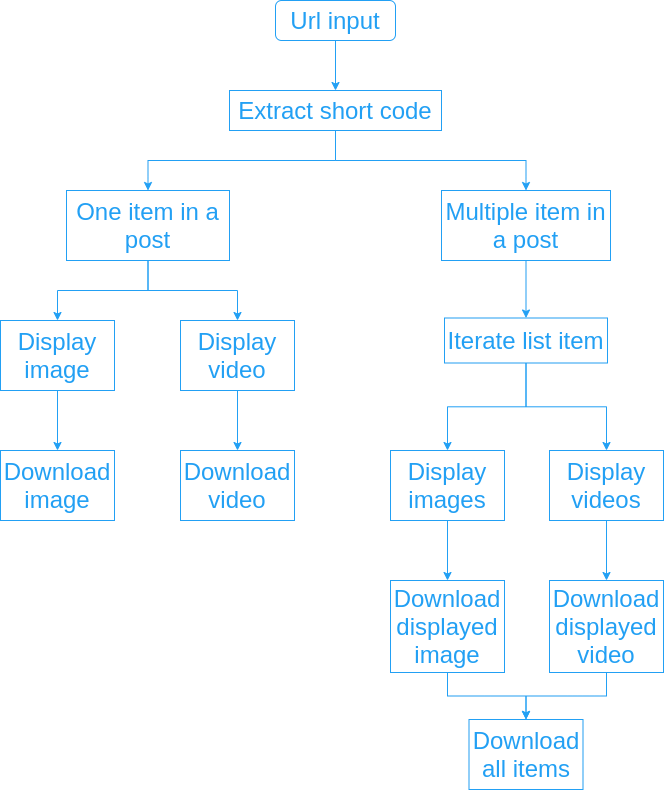 Url input
Extract short code
One item in a
post
Multiple item in
a post
Display
image
Display
video
Iterate list item
Download
image
Download
video
Display
images
Display
videos
Download
displayed
image
Download
displayed
video
Download
all items